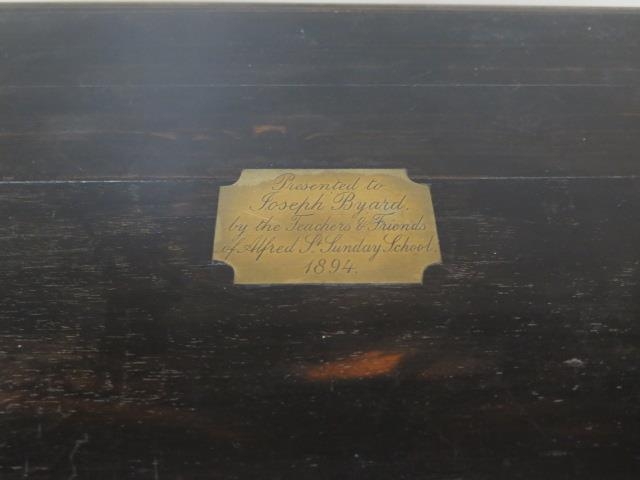 Presented to
Joseph Byard.
by the Teachers & Friends
of Alfred St. Sunday School
1894.